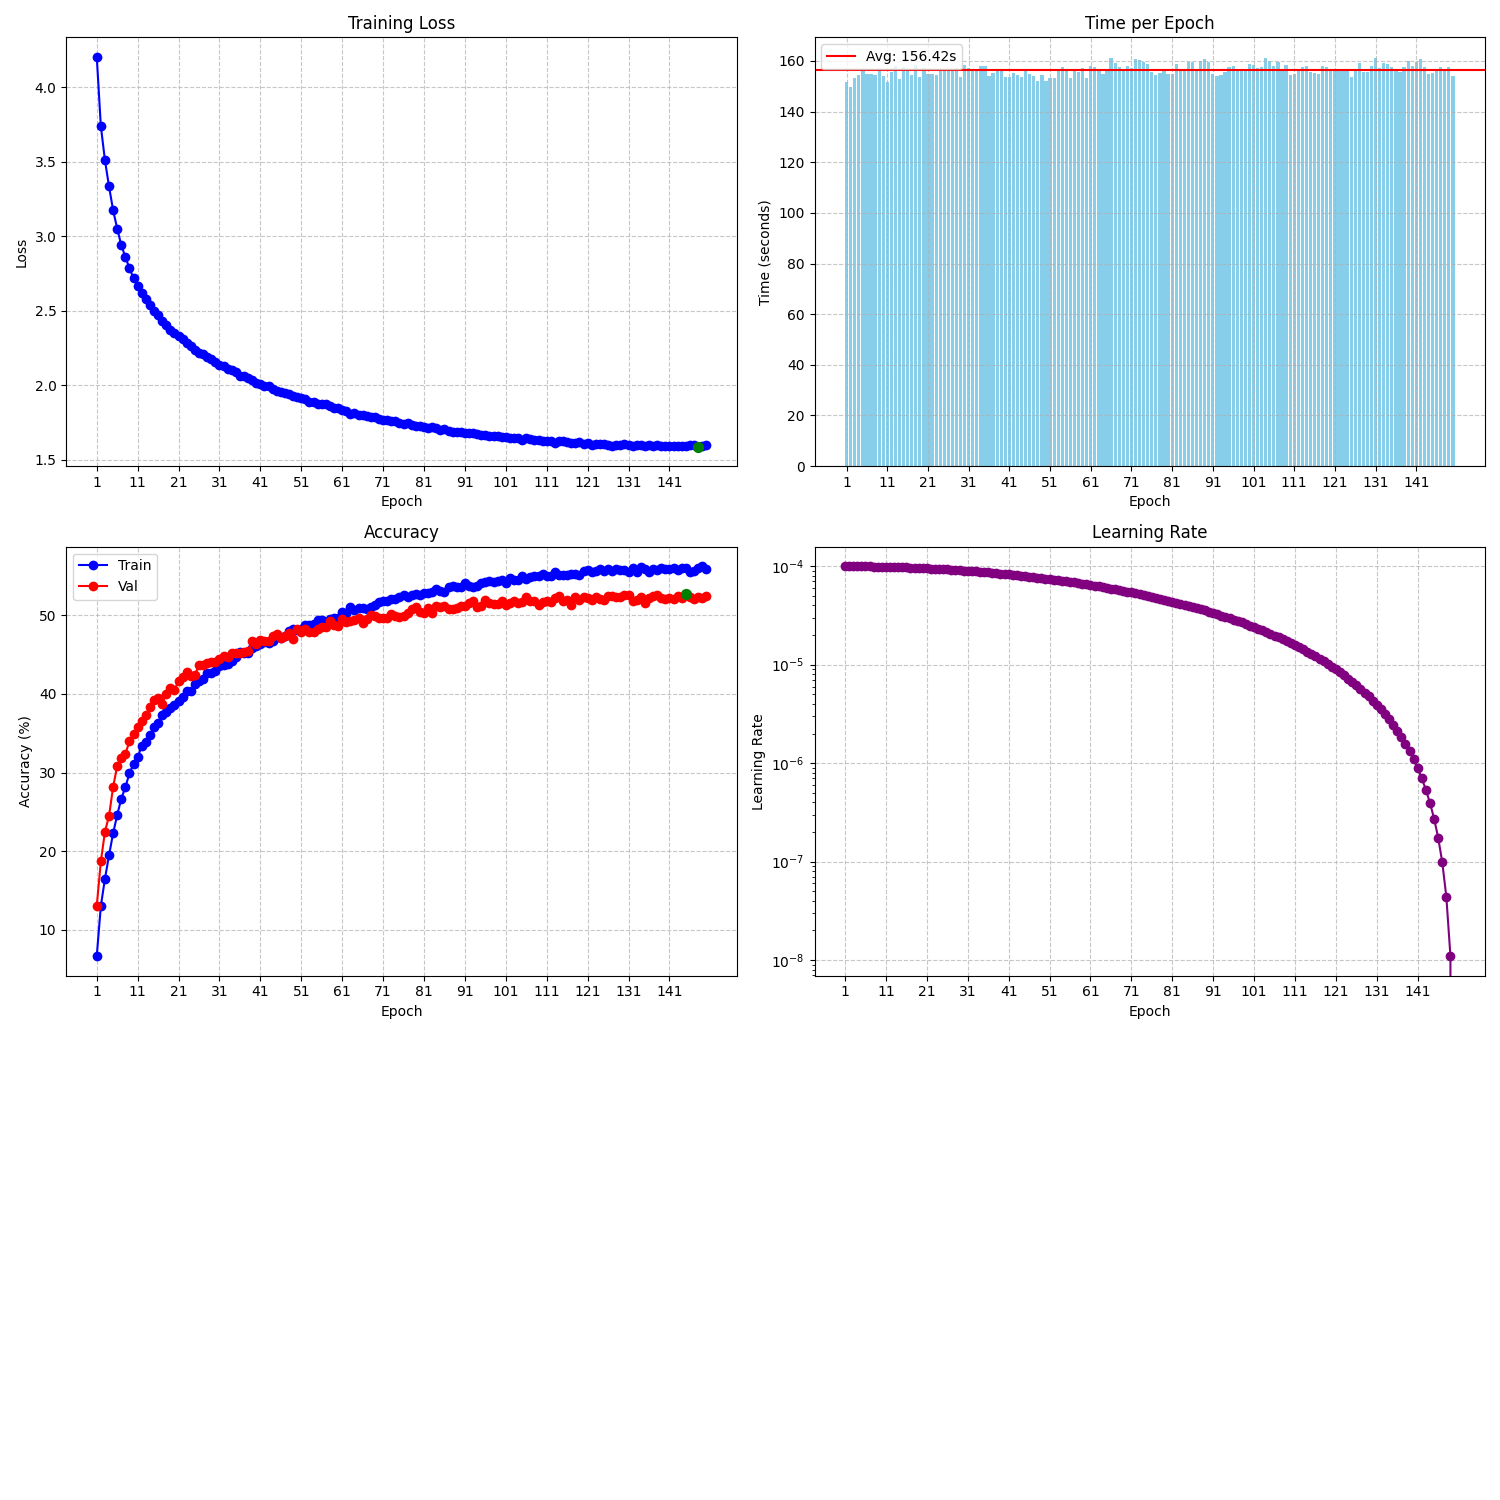 Training Loss
Loss
4.0
3.5
3.0
2.5
2.0
1.5
1 11 21 31 41 51 61 71 81 91 101 111 121 131 141
Epoch
Time per Epoch
Avg: 156.42s
Time (seconds)
160
140
120
100
80
60
40
20
0
1 11 21 31 41 51 61 71 81 91 101 111 121 131 141
Epoch
Accuracy
Train
Val
Accuracy (%)
50
40
30
20
10
1 11 21 31 41 51 61 71 81 91 101 111 121 131 141
Epoch
Learning Rate
Learning Rate
10⁻⁴
10⁻⁵
10⁻⁶
10⁻⁷
10⁻⁸
1 11 21 31 41 51 61 71 81 91 101 111 121 131 141
Epoch